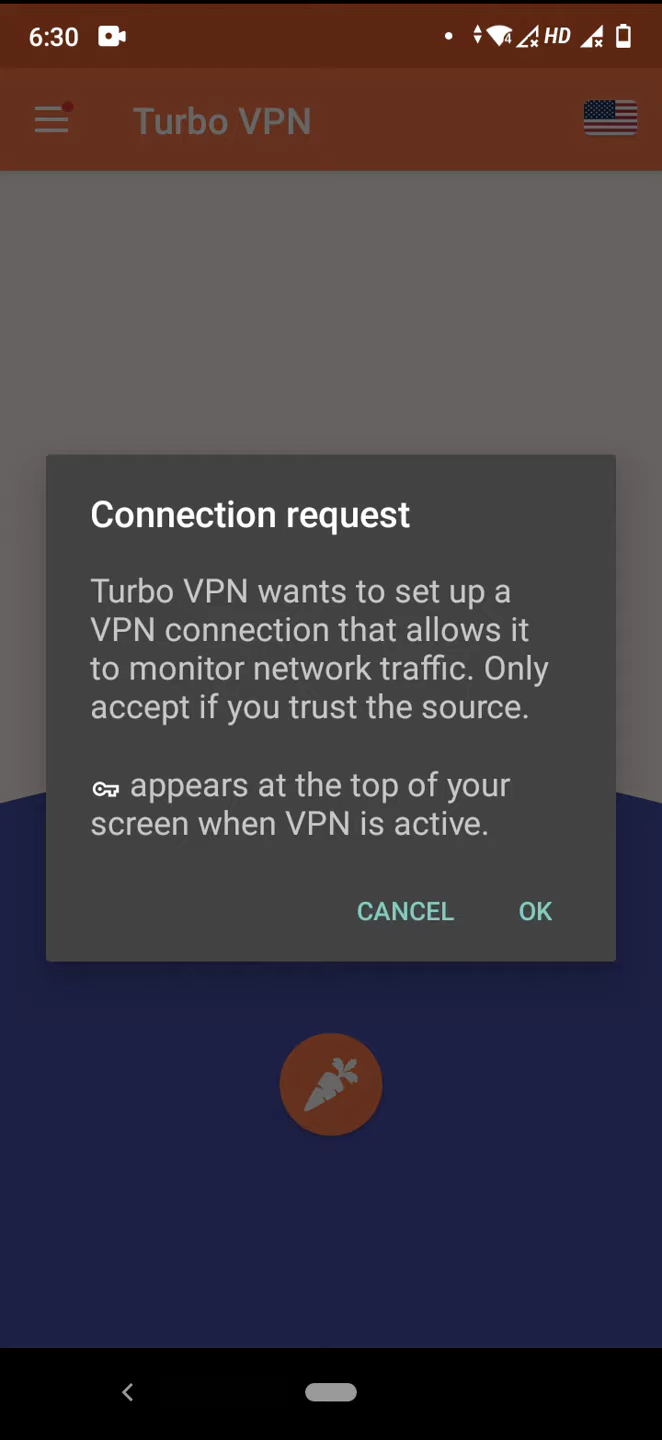 6:30
4
HD
Turbo VPN
Connection request
Turbo VPN wants to set up a
VPN connection that allows it
to monitor network traffic. Only
accept if you trust the source.
appears at the top of your
screen when VPN is active.
CANCEL OK